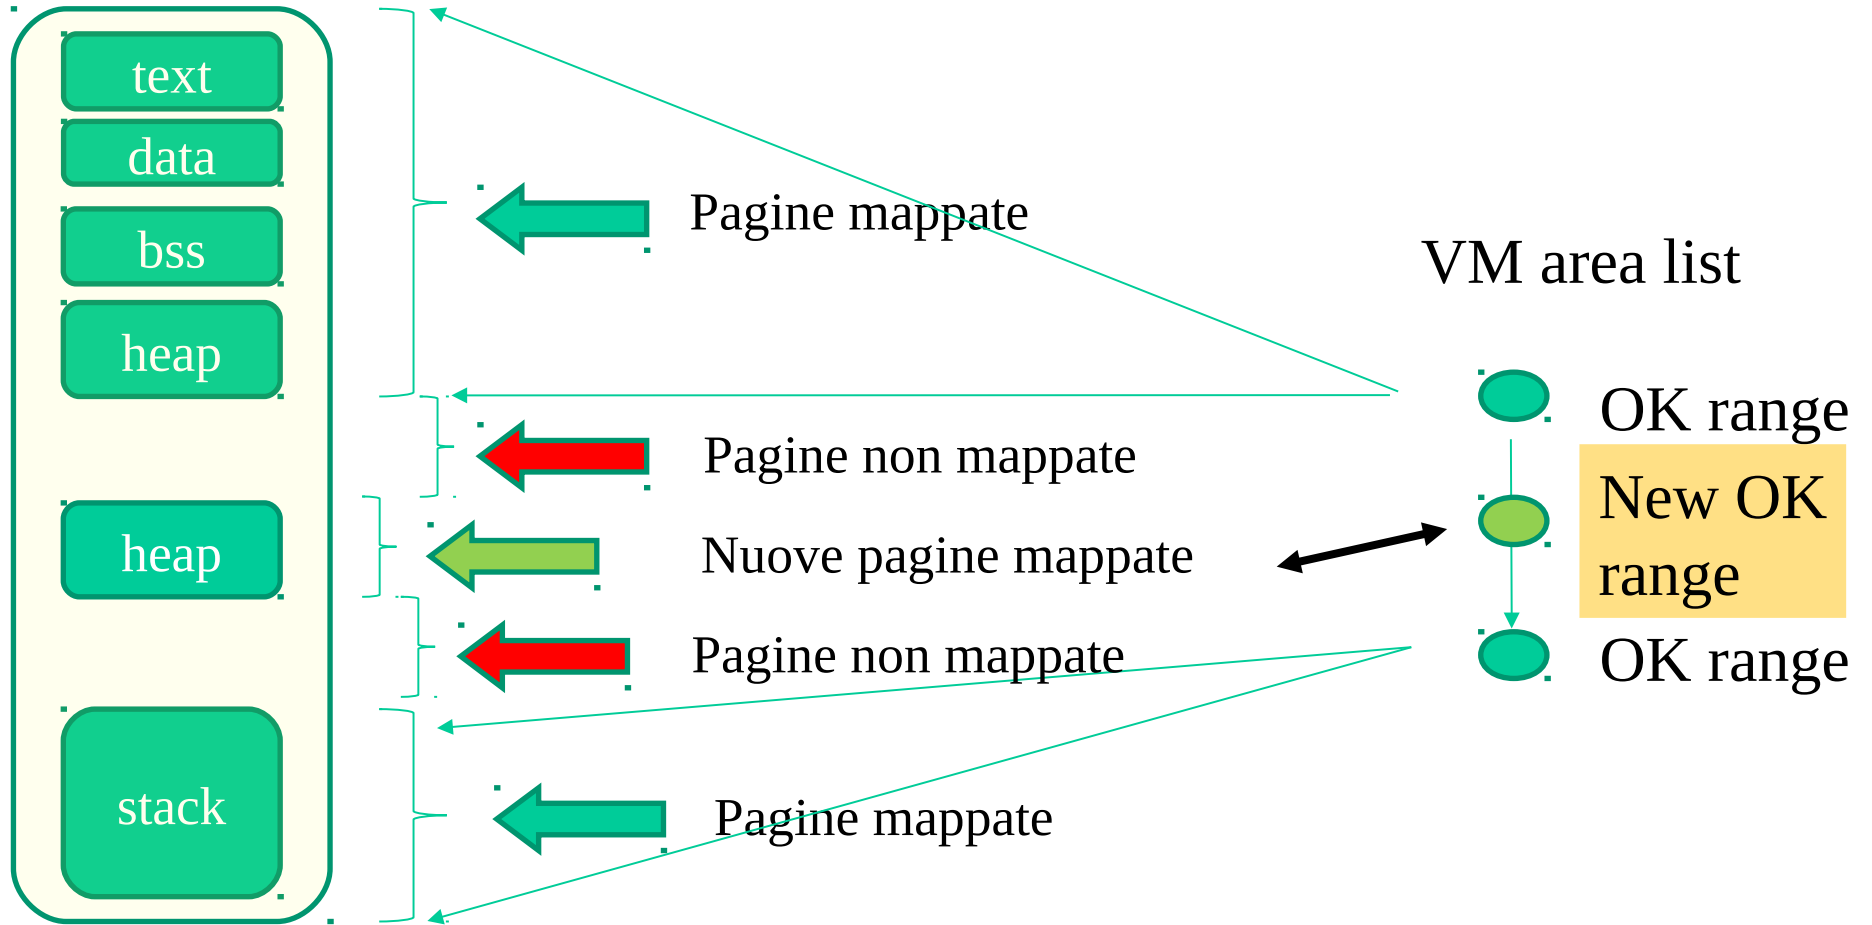 text
data
bss
heap
heap
stack
Pagine mappate
Pagine non mappate
Nuove pagine mappate
Pagine non mappate
Pagine mappate
VM area list
OK range
New OK
range
OK range